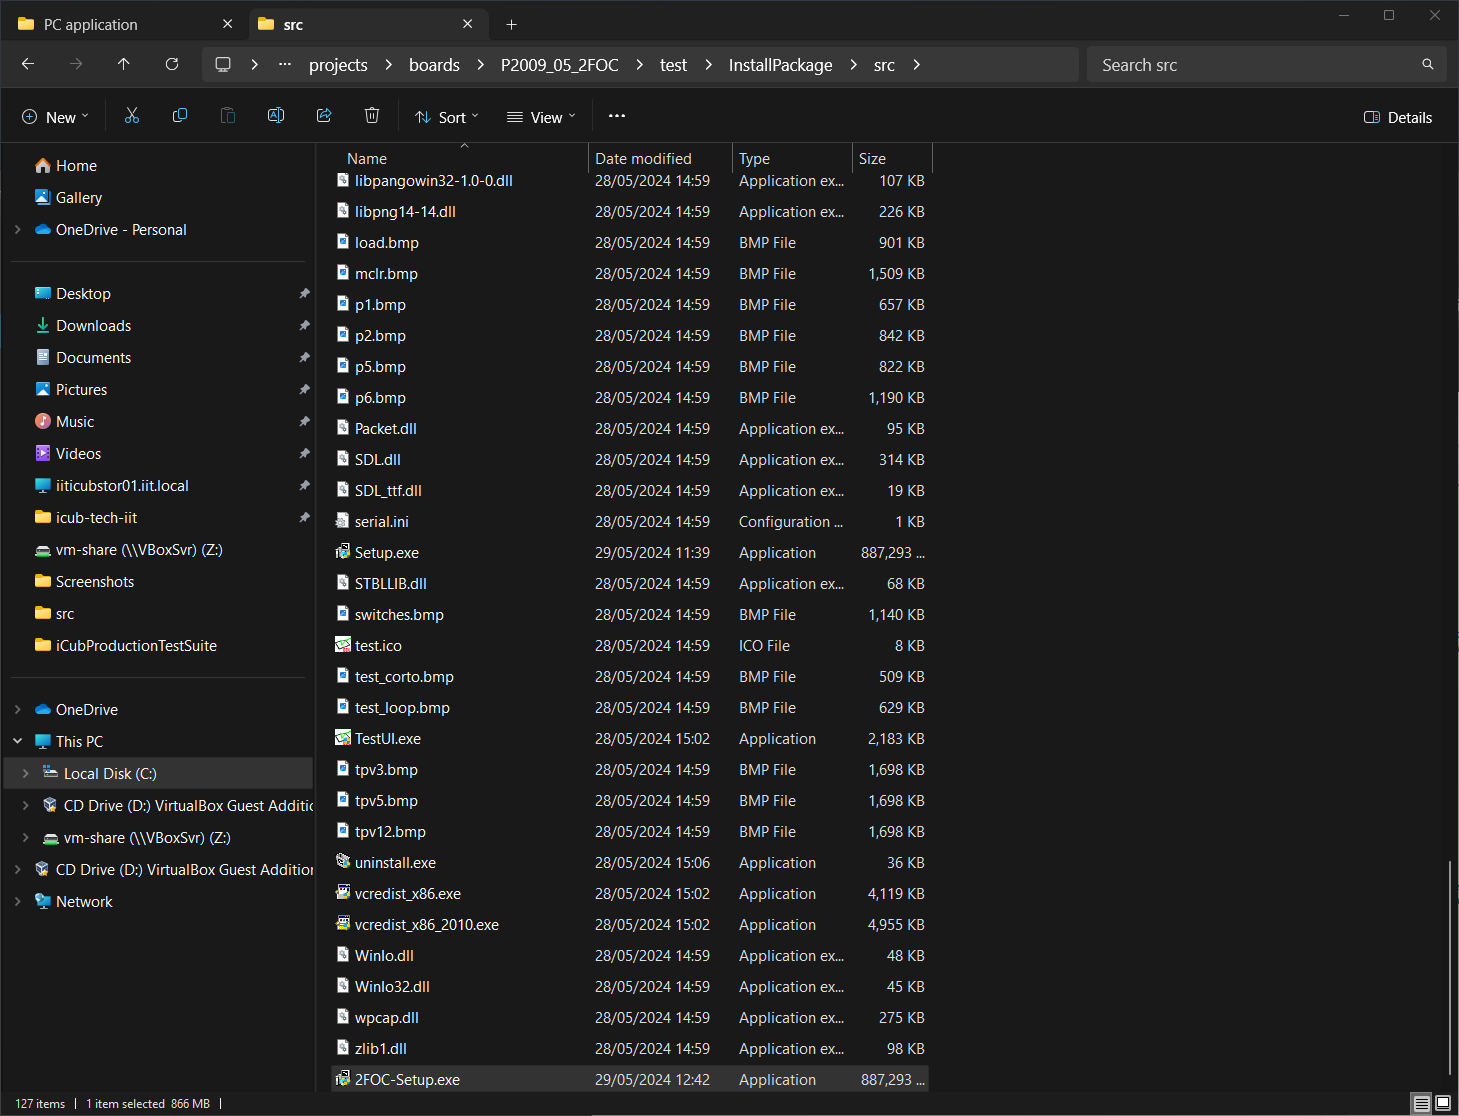 PC application
src
projects
boards
P2009_05_2FOC
test
InstallPackage
src
Search src
New
Sort
View
Details
Home
Gallery
OneDrive - Personal
Desktop
Downloads
Documents
Pictures
Music
Videos
iiticubstor01.iit.local
icub-tech-iit
vm-share (\\VBoxSvr) (Z:)
Screenshots
src
iCubProductionTestSuite
OneDrive
This PC
Local Disk (C:)
CD Drive (D:) VirtualBox Guest Additic
vm-share (\\VBoxSvr) (Z:)
CD Drive (D:) VirtualBox Guest Addition
Network
Name Date modified Type Size
libpangowin32-1.0-0.dll 28/05/2024 14:59 Application ex... 107 KB
libpng14-14.dll 28/05/2024 14:59 Application ex... 226 KB
load.bmp 28/05/2024 14:59 BMP File 901 KB
mclr.bmp 28/05/2024 14:59 BMP File 1,509 KB
p1.bmp 28/05/2024 14:59 BMP File 657 KB
p2.bmp 28/05/2024 14:59 BMP File 842 KB
p5.bmp 28/05/2024 14:59 BMP File 822 KB
p6.bmp 28/05/2024 14:59 BMP File 1,190 KB
Packet.dll 28/05/2024 14:59 Application ex... 95 KB
SDL.dll 28/05/2024 14:59 Application ex... 314 KB
SDL_ttf.dll 28/05/2024 14:59 Application ex... 19 KB
serial.ini 28/05/2024 14:59 Configuration ... 1 KB
Setup.exe 29/05/2024 11:39 Application 887,293 ...
STBLLIB.dll 28/05/2024 14:59 Application ex... 68 KB
switches.bmp 28/05/2024 14:59 BMP File 1,140 KB
test.ico 28/05/2024 14:59 ICO File 8 KB
test_corto.bmp 28/05/2024 14:59 BMP File 509 KB
test_loop.bmp 28/05/2024 14:59 BMP File 629 KB
TestUI.exe 28/05/2024 15:02 Application 2,183 KB
tpv3.bmp 28/05/2024 14:59 BMP File 1,698 KB
tpv5.bmp 28/05/2024 14:59 BMP File 1,698 KB
tpv12.bmp 28/05/2024 14:59 BMP File 1,698 KB
uninstall.exe 28/05/2024 15:06 Application 36 KB
vcredist_x86.exe 28/05/2024 15:02 Application 4,119 KB
vcredist_x86_2010.exe 28/05/2024 15:02 Application 4,955 KB
WinIo.dll 28/05/2024 14:59 Application ex... 48 KB
WinIo32.dll 28/05/2024 14:59 Application ex... 45 KB
wpcap.dll 28/05/2024 14:59 Application ex... 275 KB
zlib1.dll 28/05/2024 14:59 Application ex... 98 KB
2FOC-Setup.exe 29/05/2024 12:42 Application 887,293 ...
127 items | 1 item selected 866 MB |